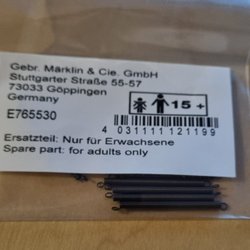 Gebr. Märklin & Cie. GmbH
Stuttgarter Straße 55-57
73033 Göppingen
Germany
15 +
E765530
4 031111 121199
Ersatzteil: Nur für Erwachsene
Spare part: for adults only